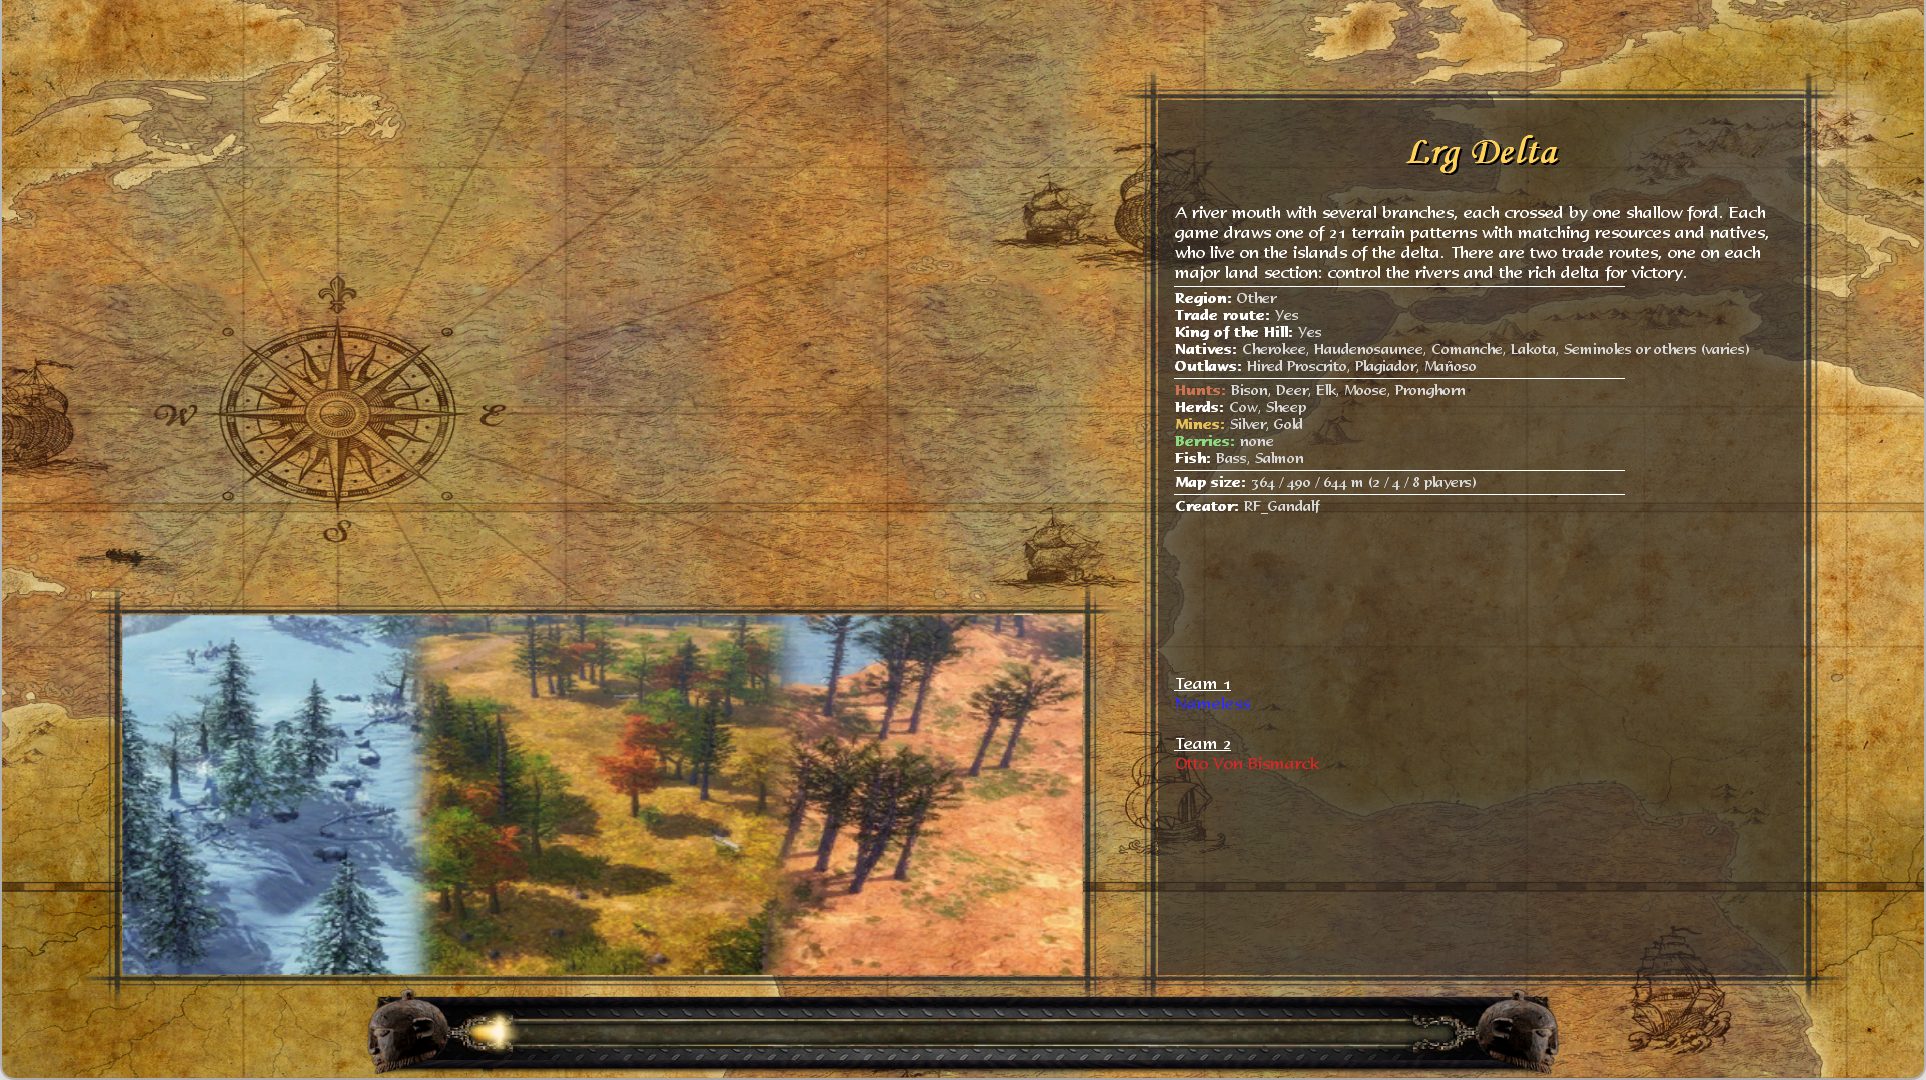 Lrg Delta
A river mouth with several branches, each crossed by one shallow ford. Each
game draws one of 21 terrain patterns with matching resources and natives,
who live on the islands of the delta. There are two trade routes, one on each
major land section: control the rivers and the rich delta for victory.
Region: Other
Trade route: Yes
King of the Hill: Yes
Natives: Cherokee, Haudenosaunee, Comanche, Lakota, Seminoles or others (varies)
Outlaws: Hired Proscrito, Plagiador, Mañoso
Hunts: Bison, Deer, Elk, Moose, Pronghorn
Herds: Cow, Sheep
Mines: Silver, Gold
Berries: none
Fish: Bass, Salmon
Map size: 364 / 490 / 644 m (2 / 4 / 8 players)
Creator: RF_Gandalf
W
E
S
Team 1
Nameless
Team 2
Otto Von Bismarck